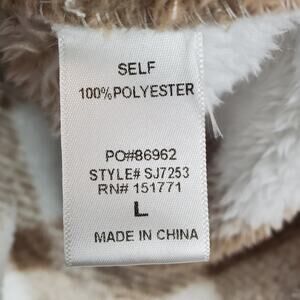 SELF
100%POLYESTER
PO#86962
STYLE# SJ7253
RN# 151771
L
MADE IN CHINA